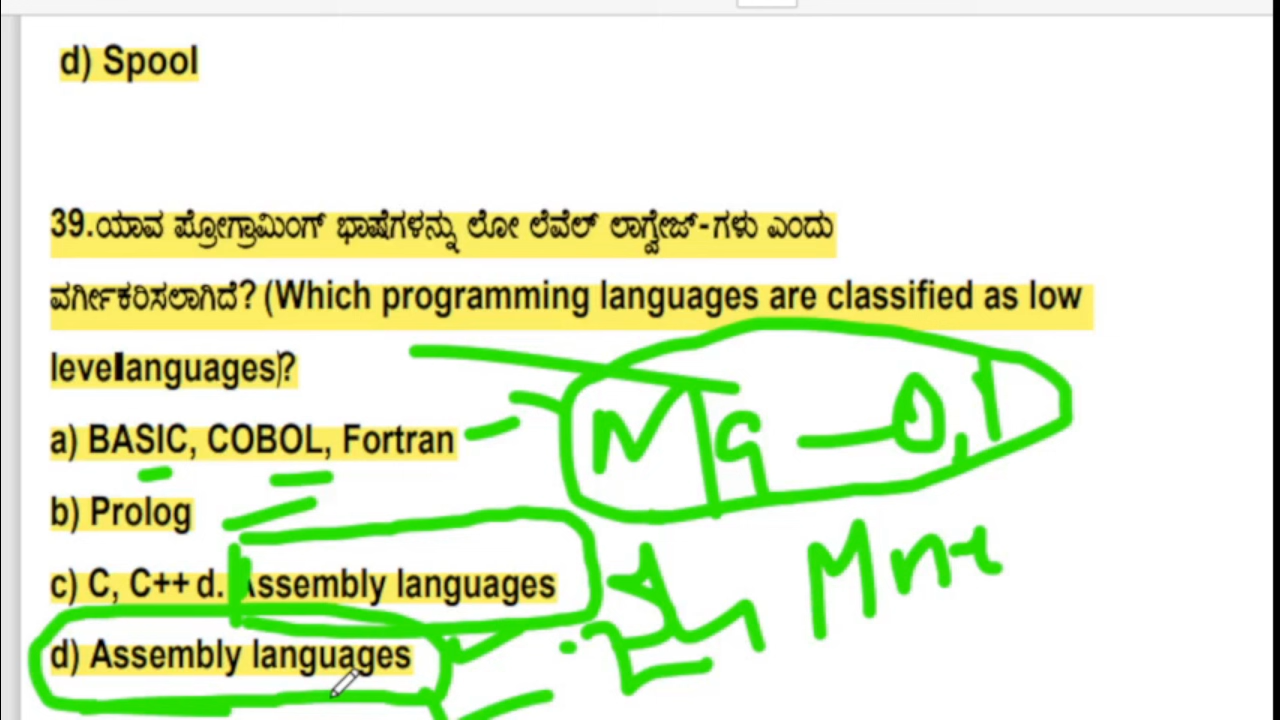 d) Spool
39.ಯಾವ ಪ್ರೋಗ್ರಾಮಿಂಗ್ ಭಾಷೆಗಳನ್ನು ಲೋ ಲೆವೆಲ್ ಲಾಗ್ವೇಜ್-ಗಳು ಎಂದು
ವರ್ಗೀಕರಿಸಲಾಗಿದೆ? (Which programming languages are classified as low
levellanguages)?
a) BASIC, COBOL, Fortran
b) Prolog
c) C, C++ d. Assembly languages
d) Assembly languages